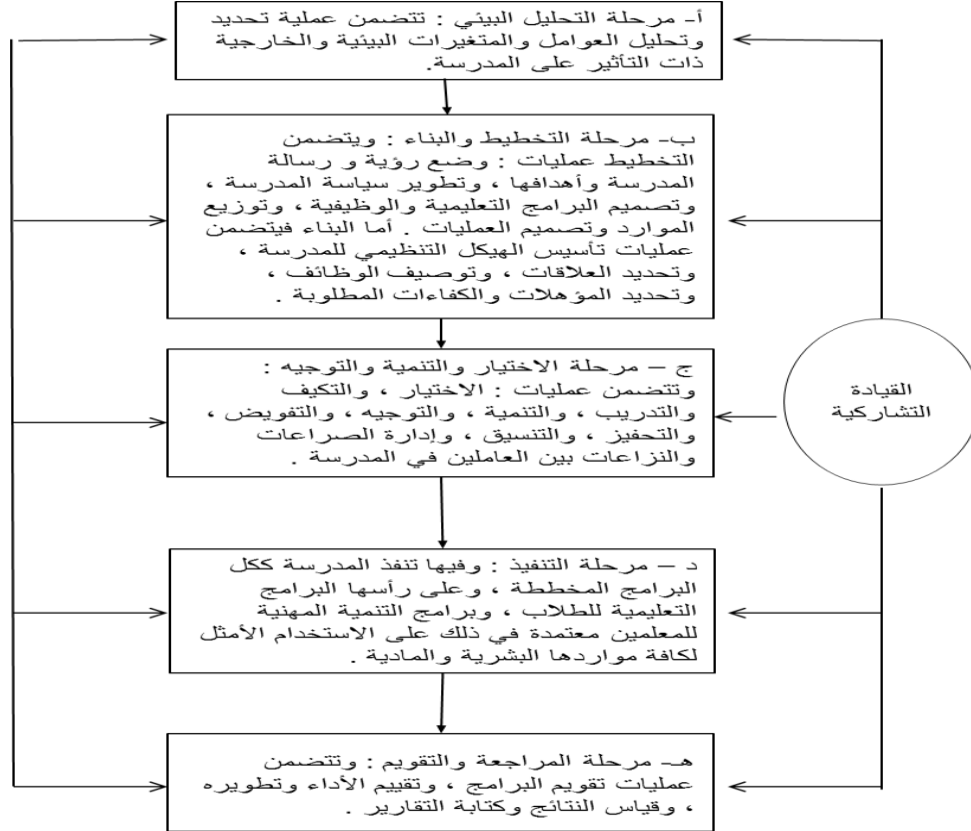 أ- مرحلة التحليل البيئي : تتضمن عملية تحديد
وتحليل العوامل والمتغيرات البيئية والخارجية
ذات التأثير على المدرسة.
ب- مرحلة التخطيط والبناء : ويتضمن
التخطيط عمليات : وضع رؤية و رسالة
المدرسة وأهدافها ، وتطوير سياسة المدرسة ،
وتصميم البرامج التعليمية والوظيفية ، وتوزيع
الموارد وتصميم العمليات . أما البناء فيتضمن
عمليات تأسيس الهيكل التنظيمي للمدرسة ،
وتحديد العلاقات ، وتوصيف الوظائف ،
وتحديد المؤهلات والكفاءات المطلوبة .
ج – مرحلة الاختيار والتنمية والتوجيه :
وتتضمن عمليات : الاختيار ، والتكيف
والتدريب ، والتنمية ، والتوجيه ، والتفويض ،
والتحفيز ، والتنسيق ، وإدارة الصراعات
والنزاعات بين العاملين في المدرسة .
القيادة
التشاركية
د – مرحلة التنفيذ : وفيها تنفذ المدرسة ككل
البرامج المخططة ، وعلى رأسها البرامج
التعليمية للطلاب ، وبرامج التنمية المهنية
للمعلمين معتمدة في ذلك على الاستخدام الأمثل
لكافة مواردها البشرية والمادية .
هـ- مرحلة المراجعة والتقويم : وتتضمن
عمليات تقويم البرامج ، وتقييم الأداء وتطويره
، وقياس النتائج وكتابة التقارير .